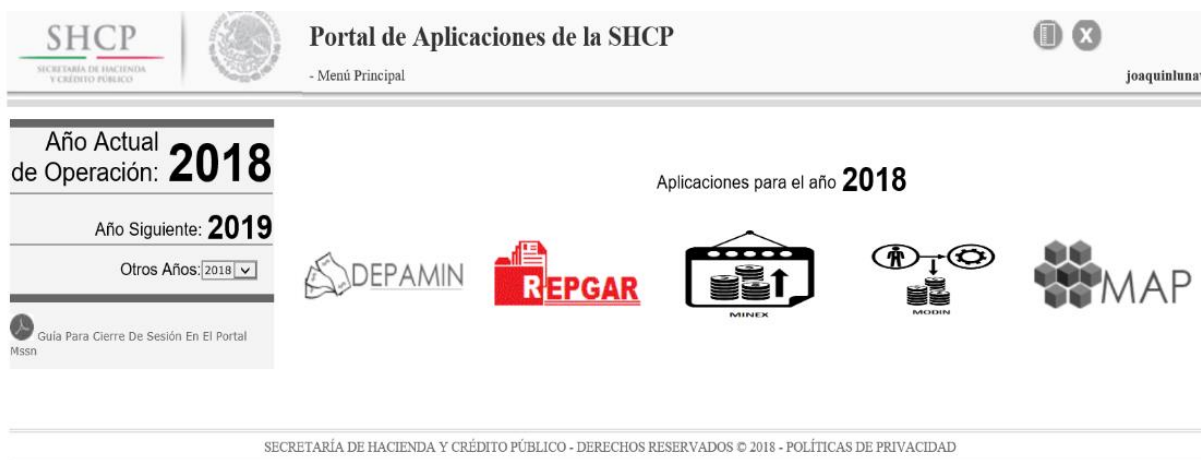 SHCP
SECRETARÍA DE HACIENDA
Y CRÉDITO PÚBLICO
Portal de Aplicaciones de la SHCP
- Menú Principal
joaquinluna
Año Actual
de Operación: 2018
Año Siguiente: 2019
Otros Años: 2018
Guía Para Cierre De Sesión En El Portal
Mssn
Aplicaciones para el año 2018
DEPAMIN
REPGAR
MINEX
MODIN
MAP
SECRETARÍA DE HACIENDA Y CRÉDITO PÚBLICO - DERECHOS RESERVADOS © 2018 - POLÍTICAS DE PRIVACIDAD